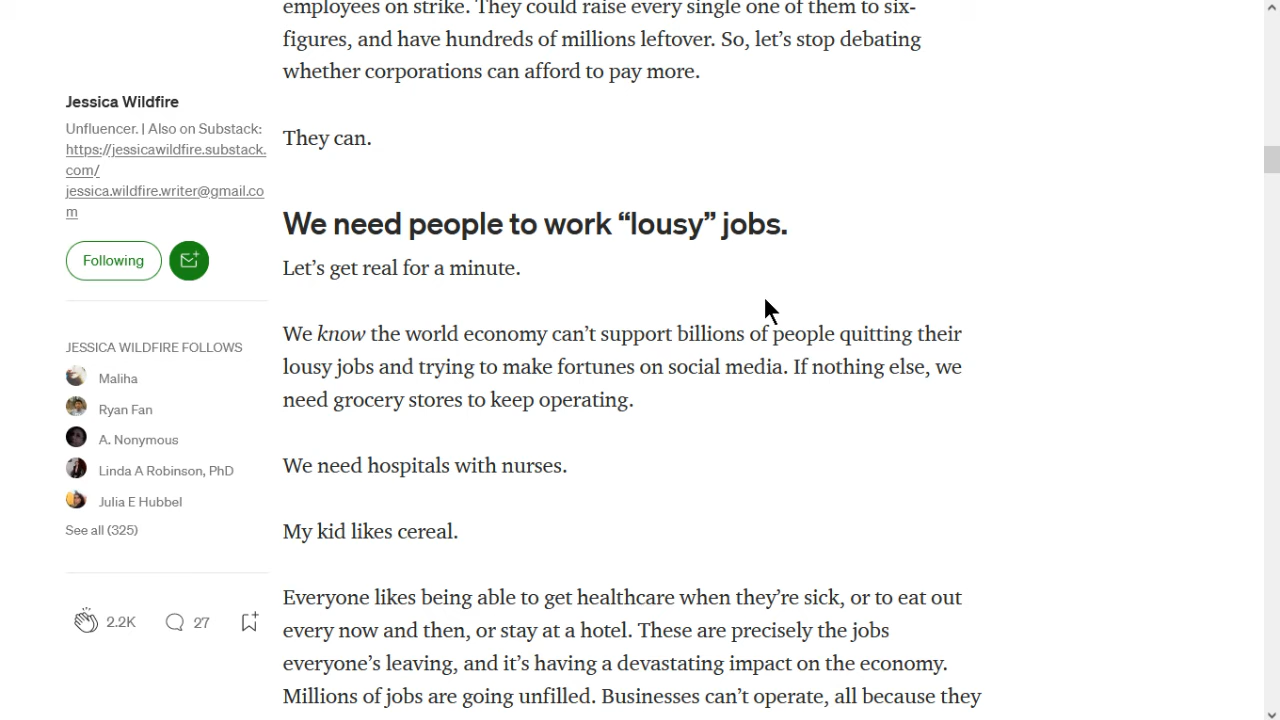 employees on strike. They could raise every single one of them to six-
figures, and have hundreds of millions leftover. So, let’s stop debating
whether corporations can afford to pay more.
Jessica Wildfire
Unfluencer. | Also on Substack:
https://jessicawildfire.substack.
com/
jessica.wildfire.writer@gmail.co
m
Following
JESSICA WILDFIRE FOLLOWS
Maliha
Ryan Fan
A. Nonymous
Linda A Robinson, PhD
Julia E Hubbel
See all (325)
2.2K 27
They can.
We need people to work “lousy” jobs.
Let’s get real for a minute.
We know the world economy can’t support billions of people quitting their
lousy jobs and trying to make fortunes on social media. If nothing else, we
need grocery stores to keep operating.
We need hospitals with nurses.
My kid likes cereal.
Everyone likes being able to get healthcare when they’re sick, or to eat out
every now and then, or stay at a hotel. These are precisely the jobs
everyone’s leaving, and it’s having a devastating impact on the economy.
Millions of jobs are going unfilled. Businesses can’t operate, all because they